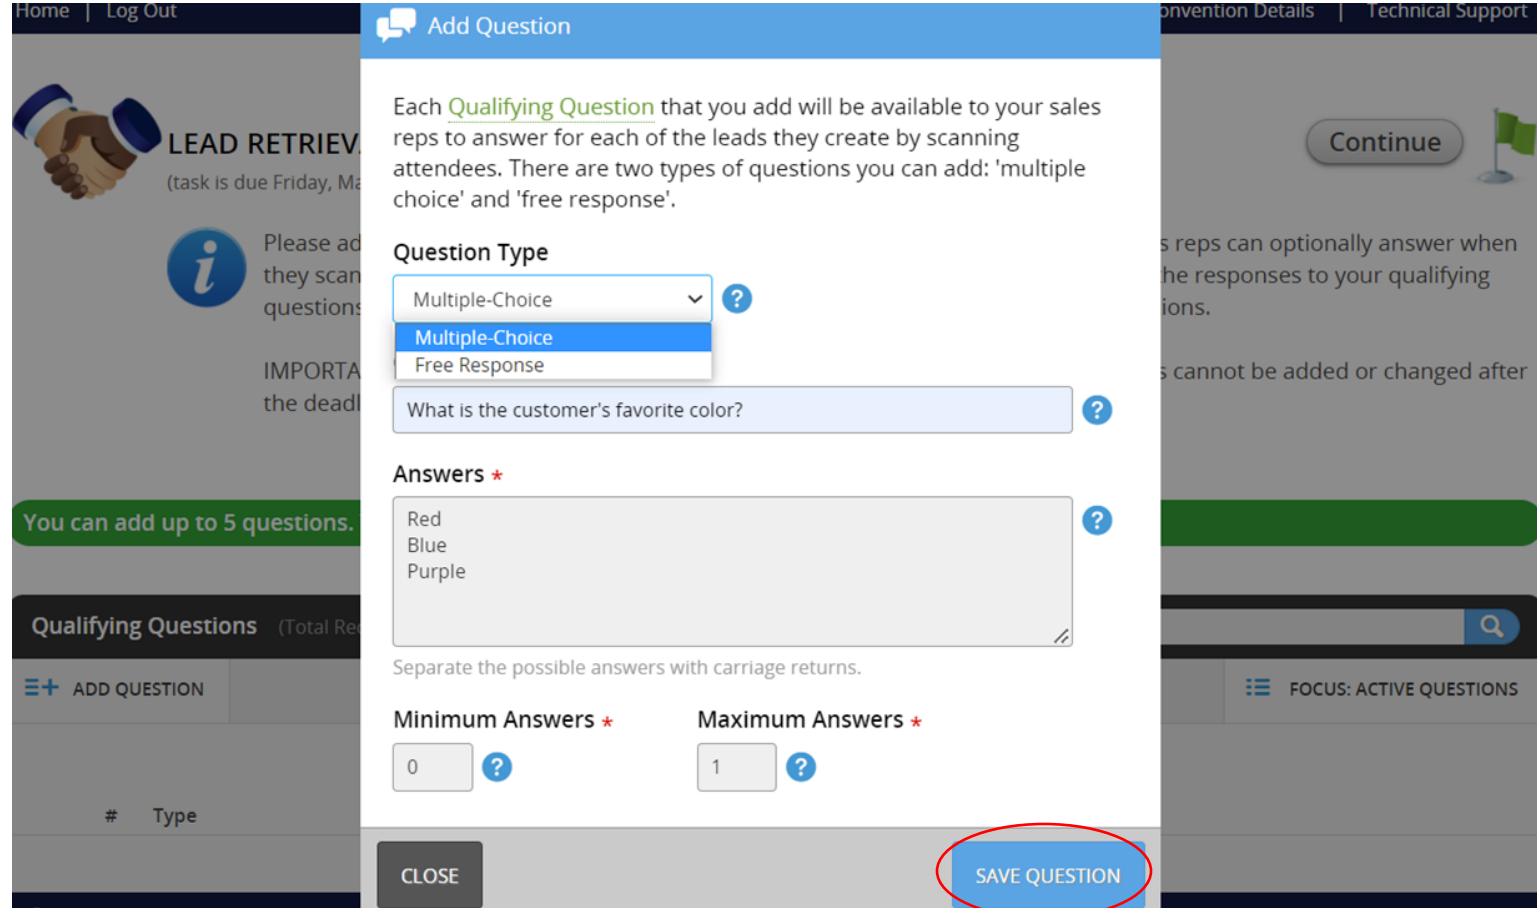 Home | Log Out
Add Question
onvention Details | Technical Support
Each Qualifying Question that you add will be available to your sales
reps to answer for each of the leads they create by scanning
attendees. There are two types of questions you can add: 'multiple
choice' and 'free response'.
LEAD RETRIEV
(task is due Friday, Ma
Continue
Please ad
they scan
questions
s reps can optionally answer when
he responses to your qualifying
ions.
IMPORTA
the deadl
s cannot be added or changed after
Question Type
Multiple-Choice
?
Multiple-Choice
Free Response
What is the customer's favorite color?
?
Answers *
Red
Blue
Purple
?
Separate the possible answers with carriage returns.
You can add up to 5 questions.
Qualifying Questions (Total Rec
ADD QUESTION
FOCUS: ACTIVE QUESTIONS
Minimum Answers * Maximum Answers *
0 ? 1 ?
# Type
CLOSE
SAVE QUESTION